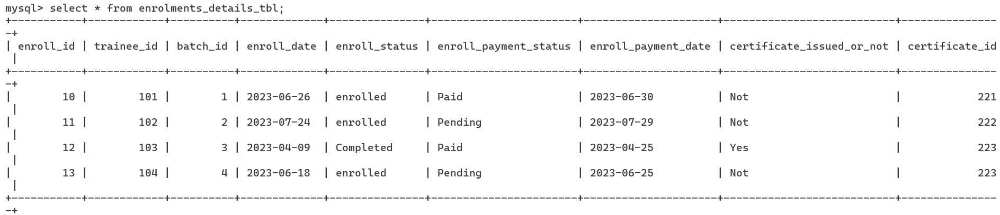 mysql> select * from enrolments_details_tbl;
+-----------+------------+----------+-------------+---------------+-----------------------+---------------------+---------------------------+---------------
-+
| enroll_id | trainee_id | batch_id | enroll_date | enroll_status | enroll_payment_status | enroll_payment_date | certificate_issued_or_not | certificate_id
 |
+-----------+------------+----------+-------------+---------------+-----------------------+---------------------+---------------------------+---------------
-+
|        10 |        101 |        1 | 2023-06-26  | enrolled      | Paid                  | 2023-06-30          | Not                       |            221
 |
|        11 |        102 |        2 | 2023-07-24  | enrolled      | Pending               | 2023-07-29          | Not                       |            222
 |
|        12 |        103 |        3 | 2023-04-09  | Completed     | Paid                  | 2023-04-25          | Yes                       |            223
 |
|        13 |        104 |        4 | 2023-06-18  | enrolled      | Pending               | 2023-06-25          | Not                       |            223
 |
+-----------+------------+----------+-------------+---------------+-----------------------+---------------------+---------------------------+---------------
-+